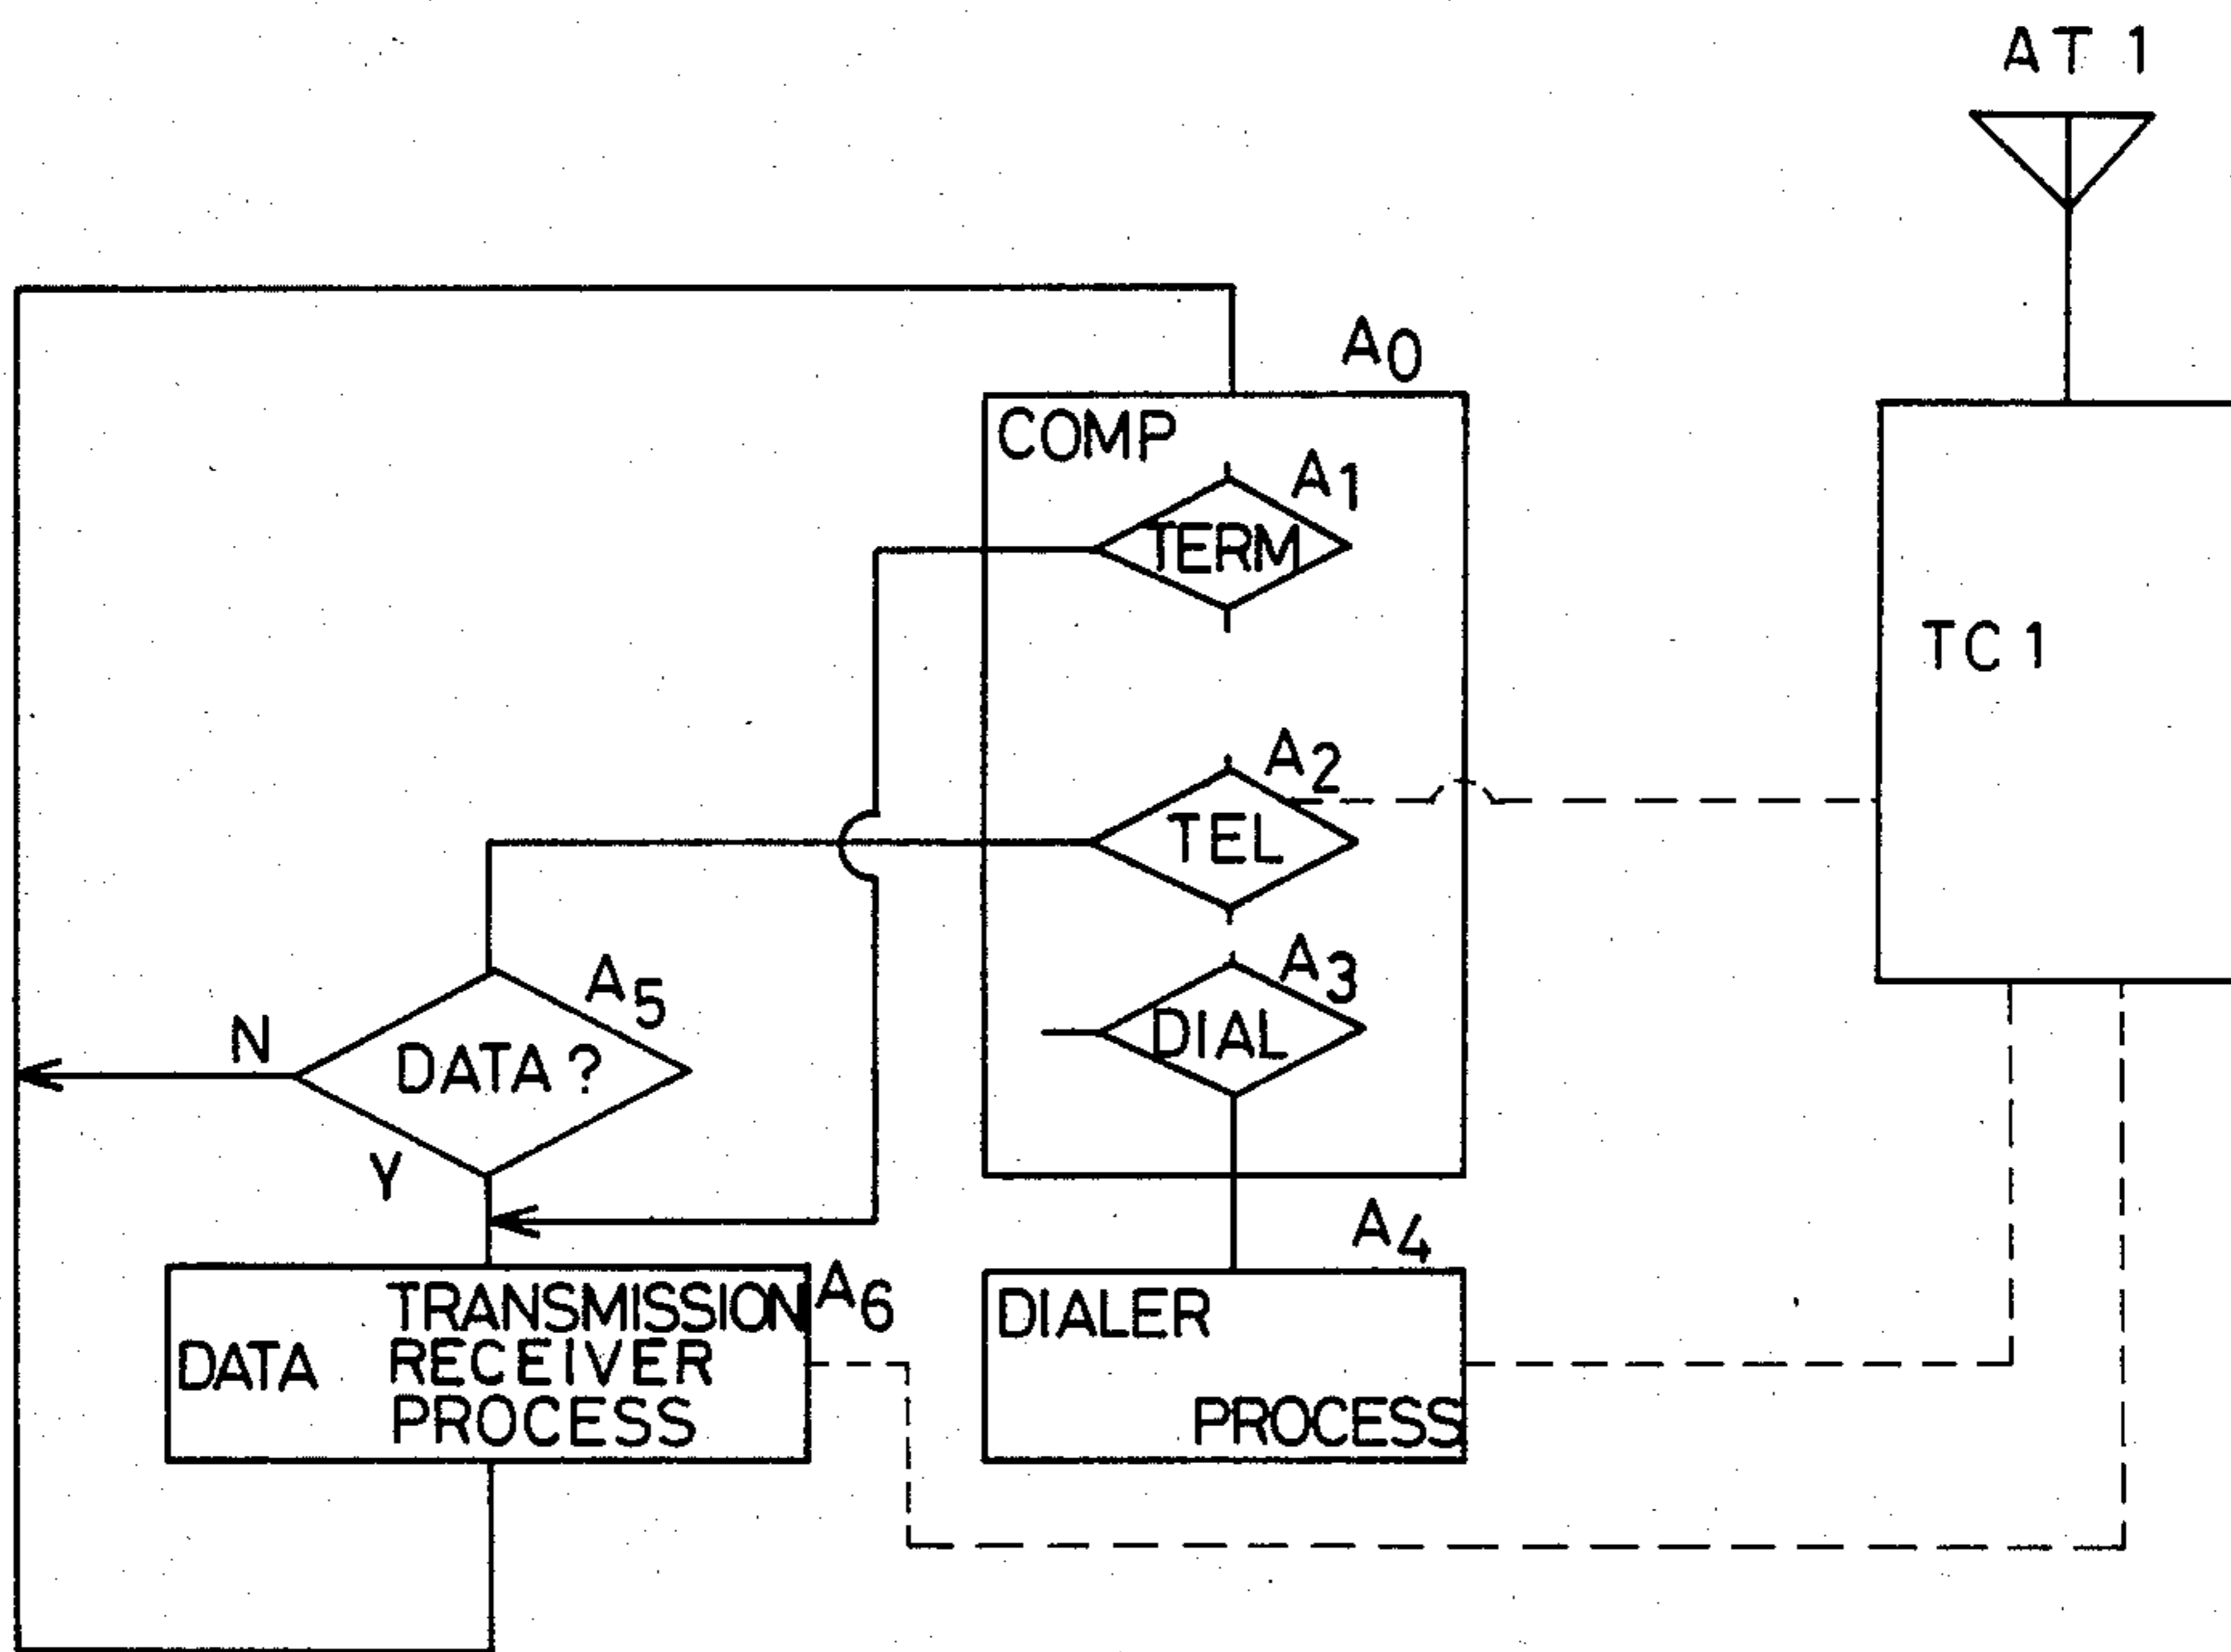 AT 1
A0
COMP
A1
TERM
TC 1
A2
TEL
A3
DIAL
A5
N
DATA ?
Y
A4
A6
TRANSMISSION
DATA RECEIVER
PROCESS
DIALER
PROCESS